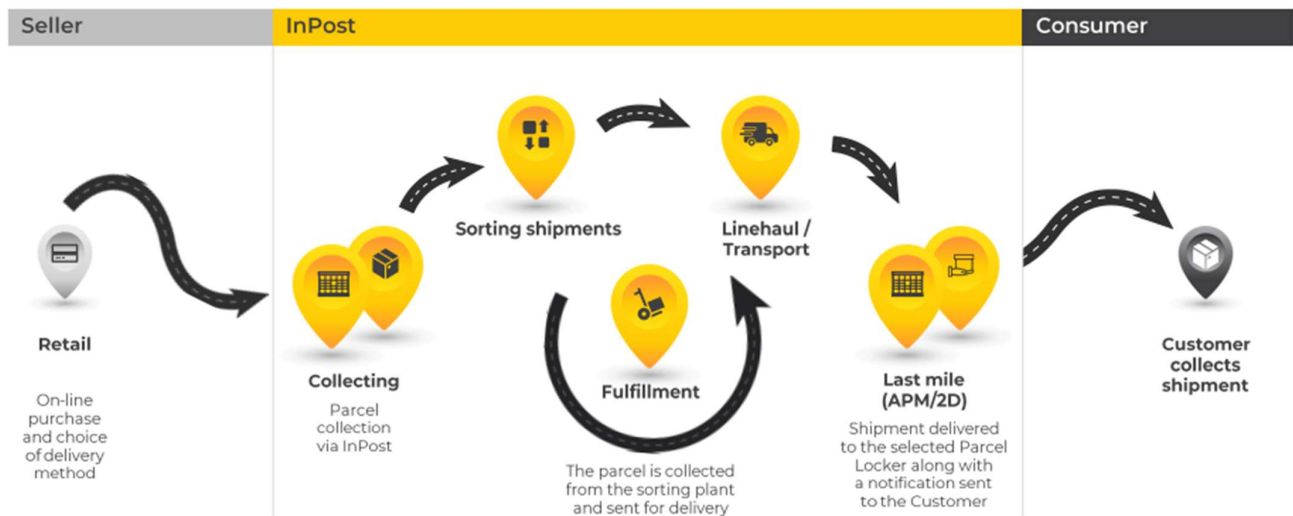 Seller
InPost
Consumer
Retail
On-line
purchase
and choice
of delivery
method
Collecting
Parcel
collection
via InPost
Sorting shipments
Linehaul /
Transport
Fulfillment
The parcel is collected
from the sorting plant
and sent for delivery
Last mile
(APM/2D)
Shipment delivered
to the selected Parcel
Locker along with
a notification sent
to the Customer
Customer
collects
shipment